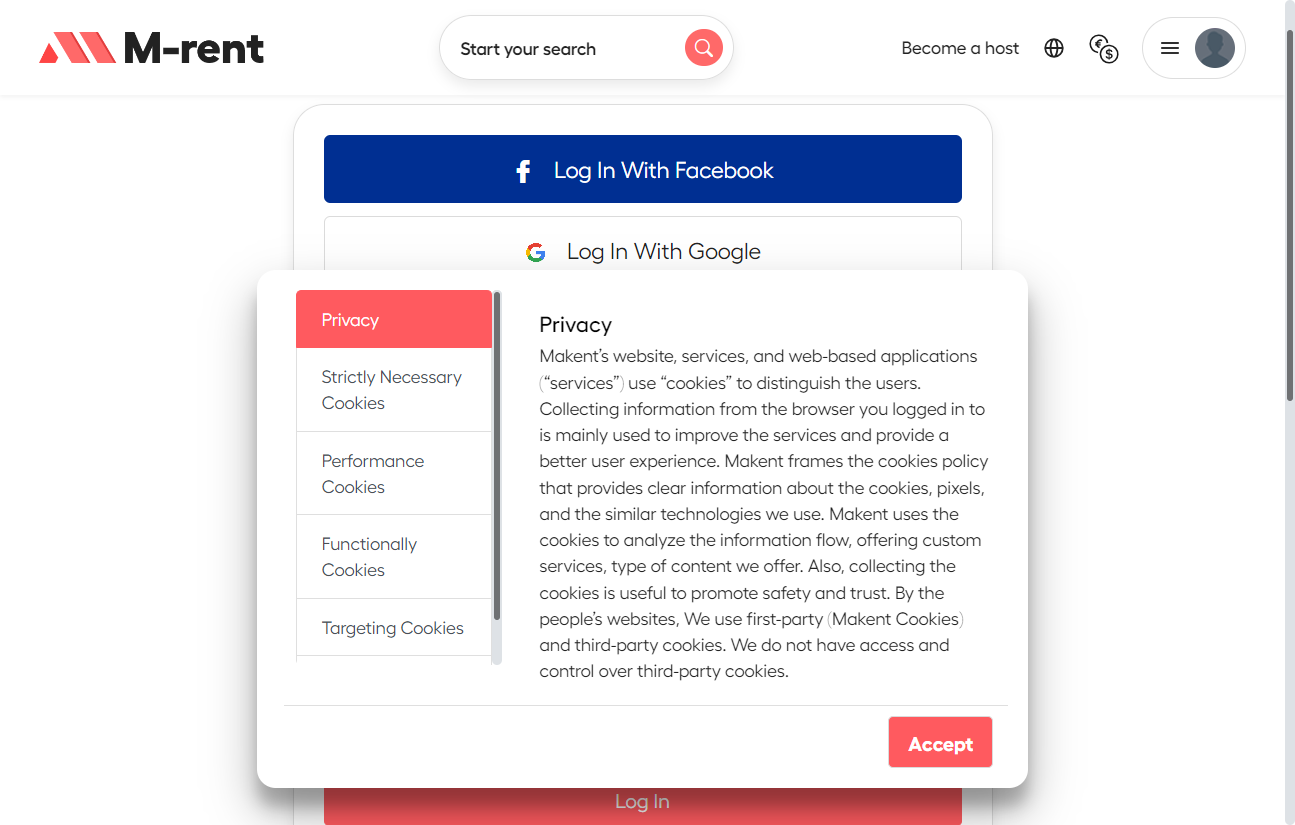 M-rent
Start your search
Become a host
Log In With Facebook
Log In With Google
Privacy
Strictly Necessary
Cookies
Performance
Cookies
Functionally
Cookies
Targeting Cookies
Privacy
Makent’s website, services, and web-based applications
(“services”) use “cookies” to distinguish the users.
Collecting information from the browser you logged in to
is mainly used to improve the services and provide a
better user experience. Makent frames the cookies policy
that provides clear information about the cookies, pixels,
and the similar technologies we use. Makent uses the
cookies to analyze the information flow, offering custom
services, type of content we offer. Also, collecting the
cookies is useful to promote safety and trust. By the
people’s websites, We use first-party (Makent Cookies)
and third-party cookies. We do not have access and
control over third-party cookies.
Accept
Log In